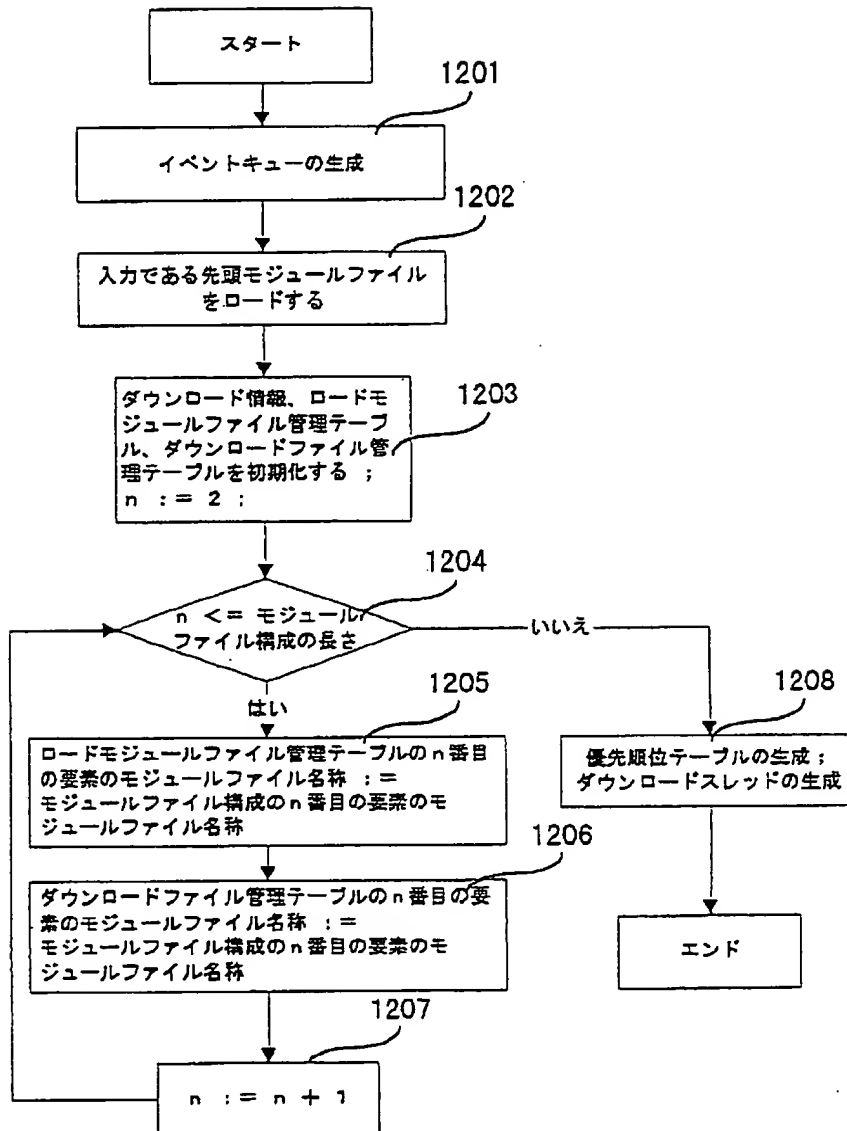 スタート
1201
イベントキューの生成
1202
入力である先頭モジュールファイル
をロードする
1203
ダウンロード情報、ロードモ
ジュールファイル管理テーブ
ル、ダウンロードファイル管
理テーブルを初期化する ;
n := 2 ;
1204
n <= モジュール
ファイル構成の長さ
いいえ
はい
1205
ロードモジュールファイル管理テーブルのn番目
の要素のモジュールファイル名称 :=
モジュールファイル構成のn番目の要素のモ
ジュールファイル名称
1208
優先順位テーブルの生成 ;
ダウンロードスレッドの生成
1206
ダウンロードファイル管理テーブルのn番目の要
素のモジュールファイル名称 :=
モジュールファイル構成のn番目の要素のモ
ジュールファイル名称
エンド
1207
n := n + 1